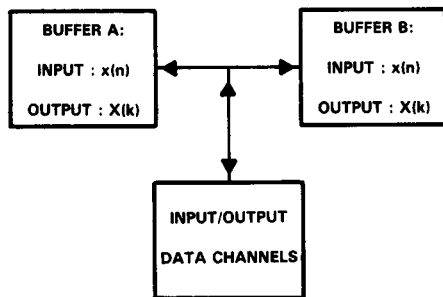 BUFFER A:
INPUT : x(n)
OUTPUT : X(k)
BUFFER B:
INPUT : x(n)
OUTPUT : X(k)
INPUT/OUTPUT
DATA CHANNELS